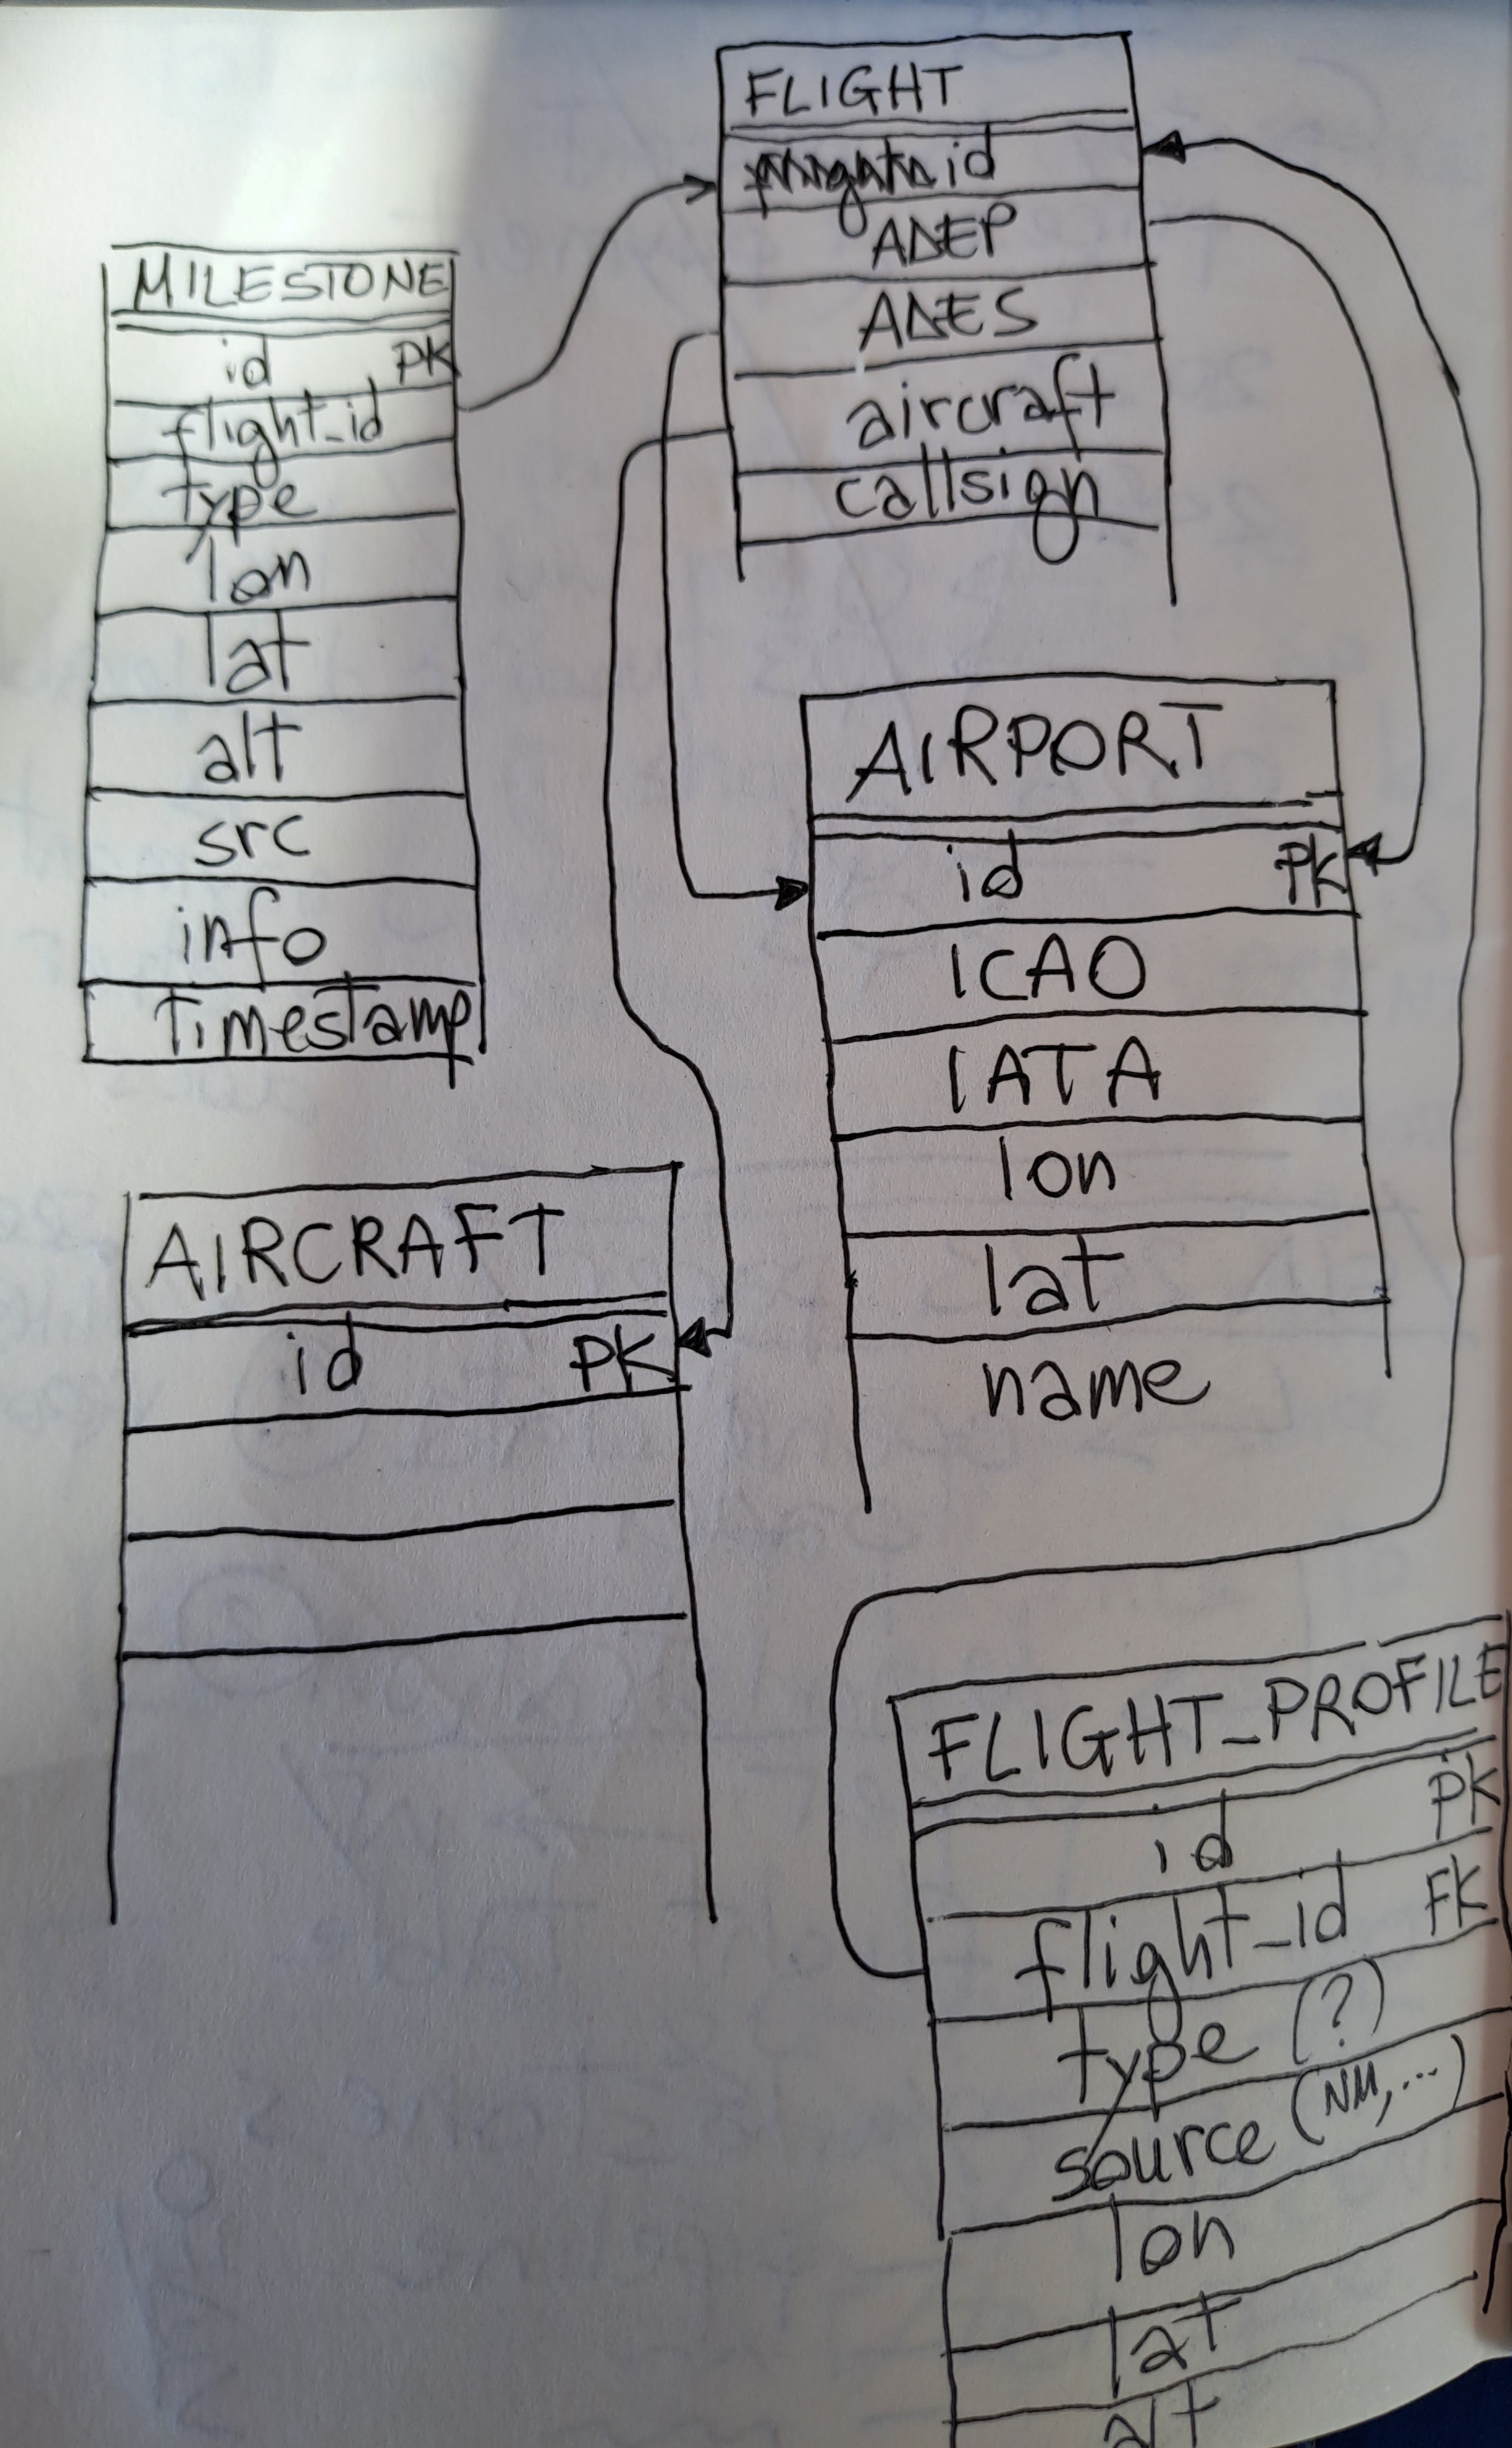 FLIGHT
id
ADEP
ADES
aircraft
callsign
MILESTONE
id PK
flight_id
type
lon
lat
alt
src
info
timestamp
AIRPORT
id PK
ICAO
IATA
lon
lat
name
AIRCRAFT
id PK
FLIGHT_PROFILE
id PK
flight_id FK
type (?)
source (NM, ...)
lon
lat
alt